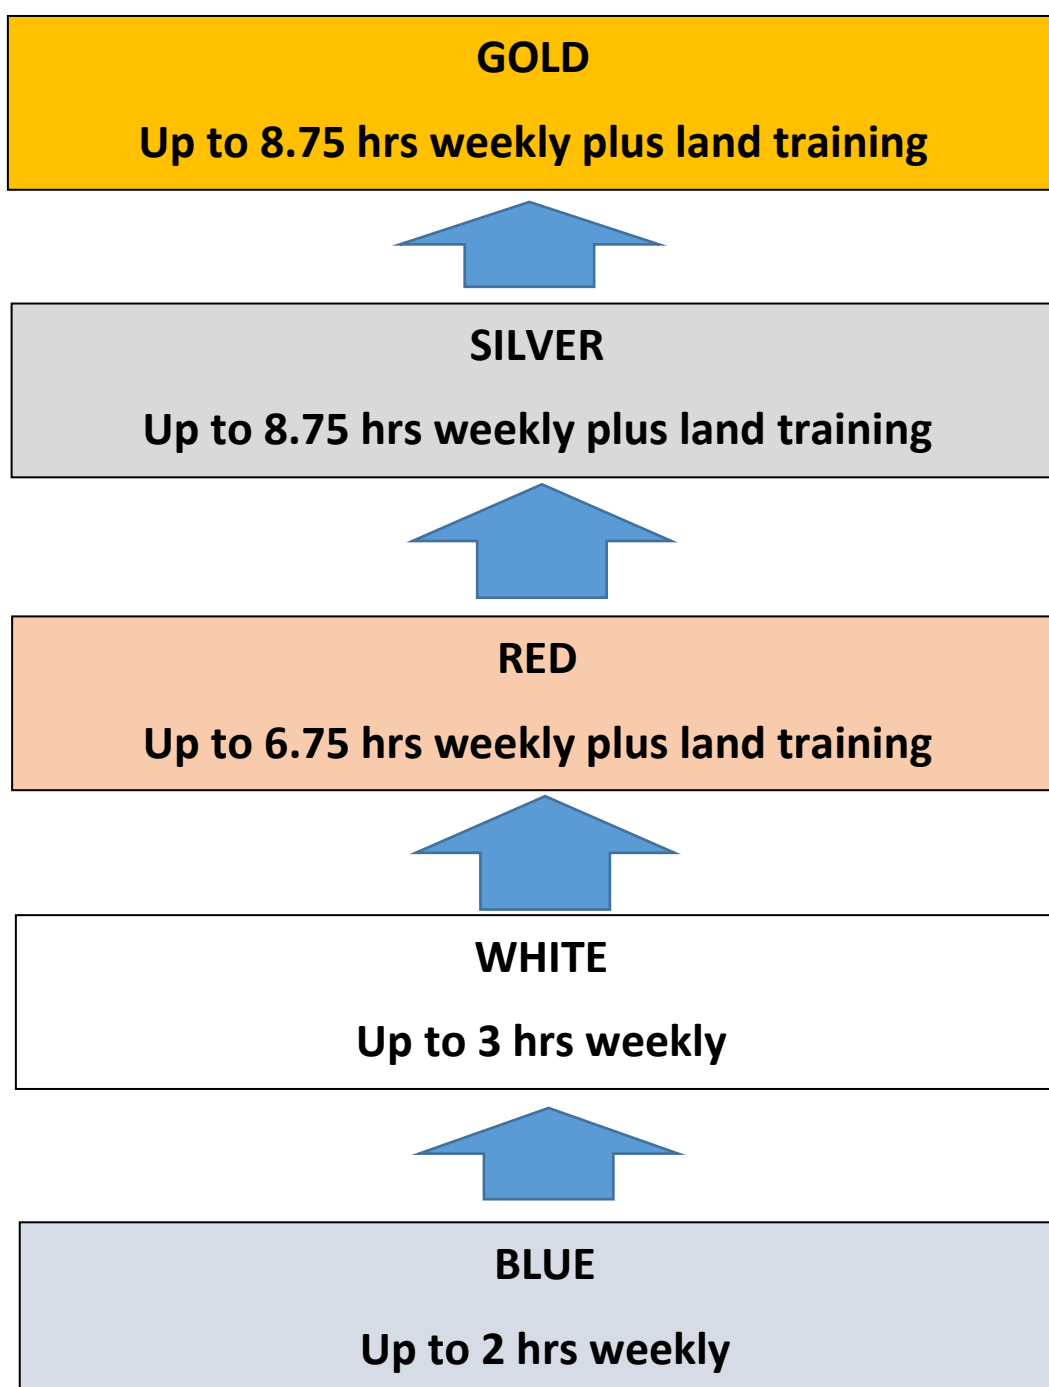 GOLD
Up to 8.75 hrs weekly plus land training
SILVER
Up to 8.75 hrs weekly plus land training
RED
Up to 6.75 hrs weekly plus land training
WHITE
Up to 3 hrs weekly
BLUE
Up to 2 hrs weekly